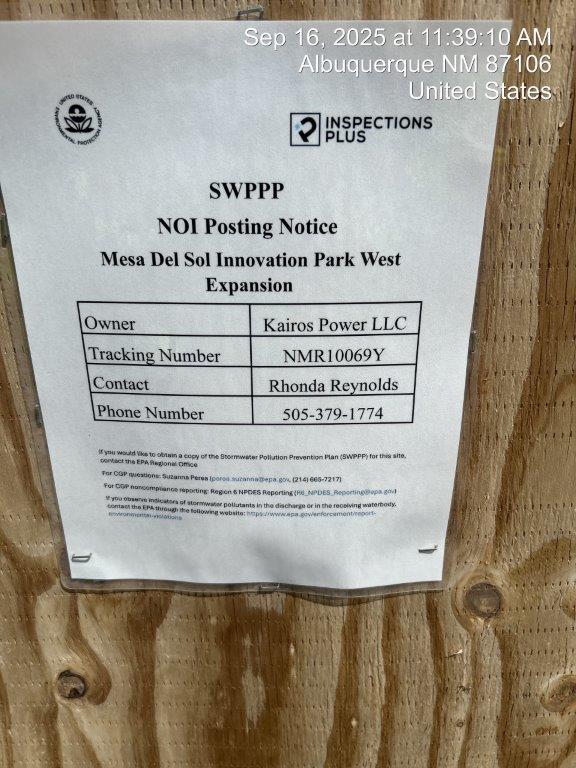 Sep 16, 2025 at 11:39:10 AM
Albuquerque NM 87106
United States
UNITED STATES
ENVIRONMENTAL PROTECTION AGENCY
INSPECTIONS
PLUS
SWPPP
NOI Posting Notice
Mesa Del Sol Innovation Park West
Expansion
Owner Kairos Power LLC
Tracking Number NMR10069Y
Contact Rhonda Reynolds
Phone Number 505-379-1774
If you would like to obtain a copy of the Stormwater Pollution Prevention Plan (SWPPP) for this site,
contact the EPA Regional Office
For CGP questions: Suzanna Perea (perea.suzanna@epa.gov, (214) 665-7217)
For CGP noncompliance reporting: Region 6 NPDES Reporting (R6_NPDES_Reporting@epa.gov)
If you observe indicators of stormwater pollutants in the discharge or in the receiving waterbody,
contact the EPA through the following website: https://www.epa.gov/enforcement/report-
environmental-violations